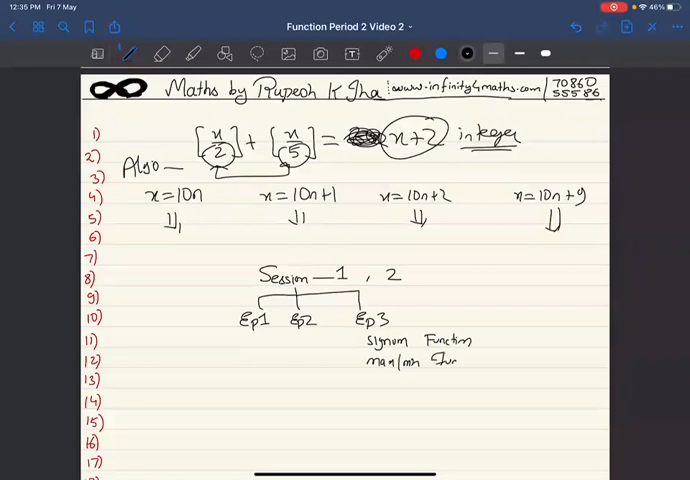 12:35 PM Fri 7 May
46%
Function Period 2 Video 2
Maths by Rupesh K Jha | www.infinity4maths.com | 70860 55586
1) [x/2] + [x/5] = x+2 integer
2) Algo —
3)
4) x=10n x=10n+1 x=10n+2 x=10n+9
5)
6)
7)
8) Session — 1 , 2
9)
10) Ep1 Ep2 Ep3
11) signum Function
12) max/min Fun
13)
14)
15)
16)
17)